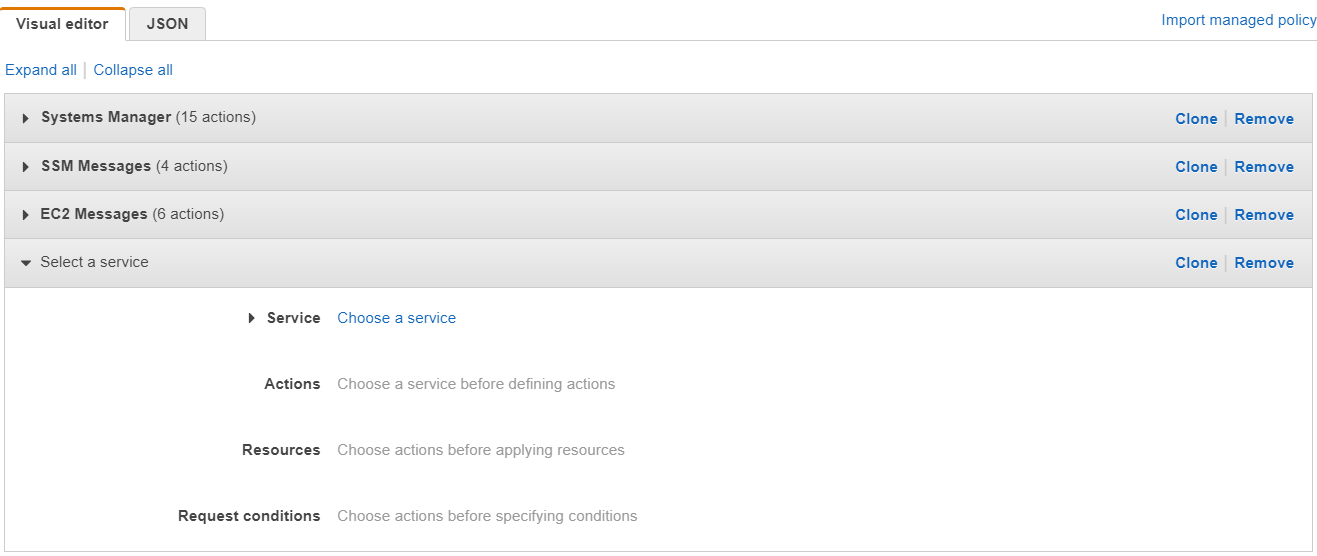 Visual editor JSON Import managed policy
Expand all Collapse all
Systems Manager (15 actions) Clone Remove
SSM Messages (4 actions) Clone Remove
EC2 Messages (6 actions) Clone Remove
Select a service Clone Remove
Service Choose a service
Actions Choose a service before defining actions
Resources Choose actions before applying resources
Request conditions Choose actions before specifying conditions